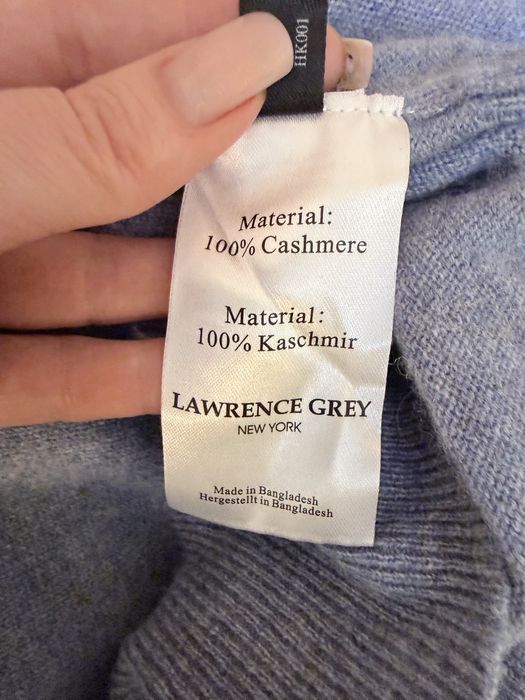 HK001
Material:
100% Cashmere
Material:
100% Kaschmir
LAWRENCE GREY
NEW YORK
Made in Bangladesh
Hergestellt in Bangladesh